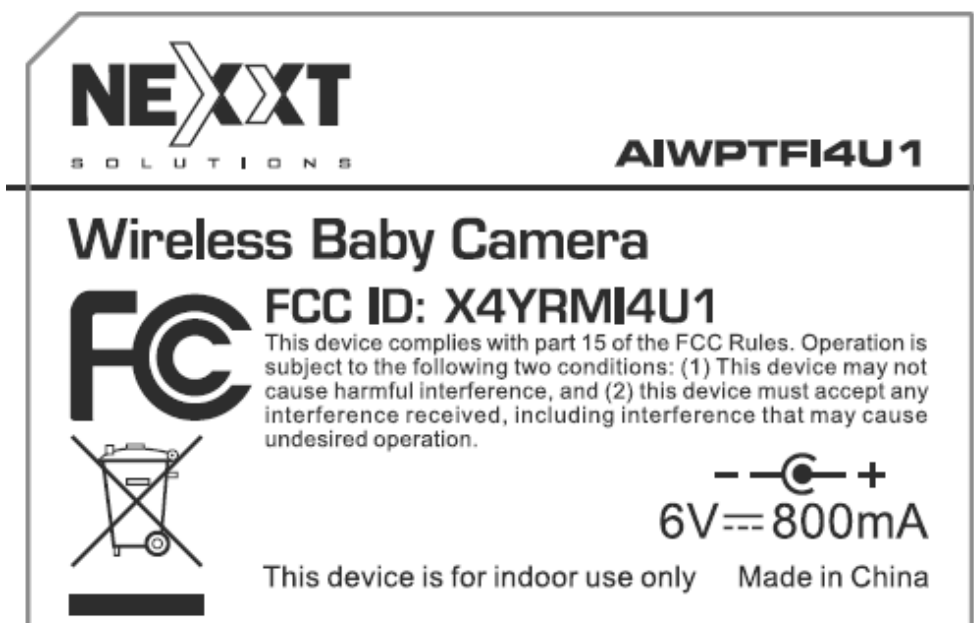 NEXXT
SOLUTIONS
AIWPTFI4U1
Wireless Baby Camera
FC
FCC ID: X4YRMI4U1
This device complies with part 15 of the FCC Rules. Operation is
subject to the following two conditions: (1) This device may not
cause harmful interference, and (2) this device must accept any
interference received, including interference that may cause
undesired operation.
- +
6V⎓800mA
This device is for indoor use only Made in China